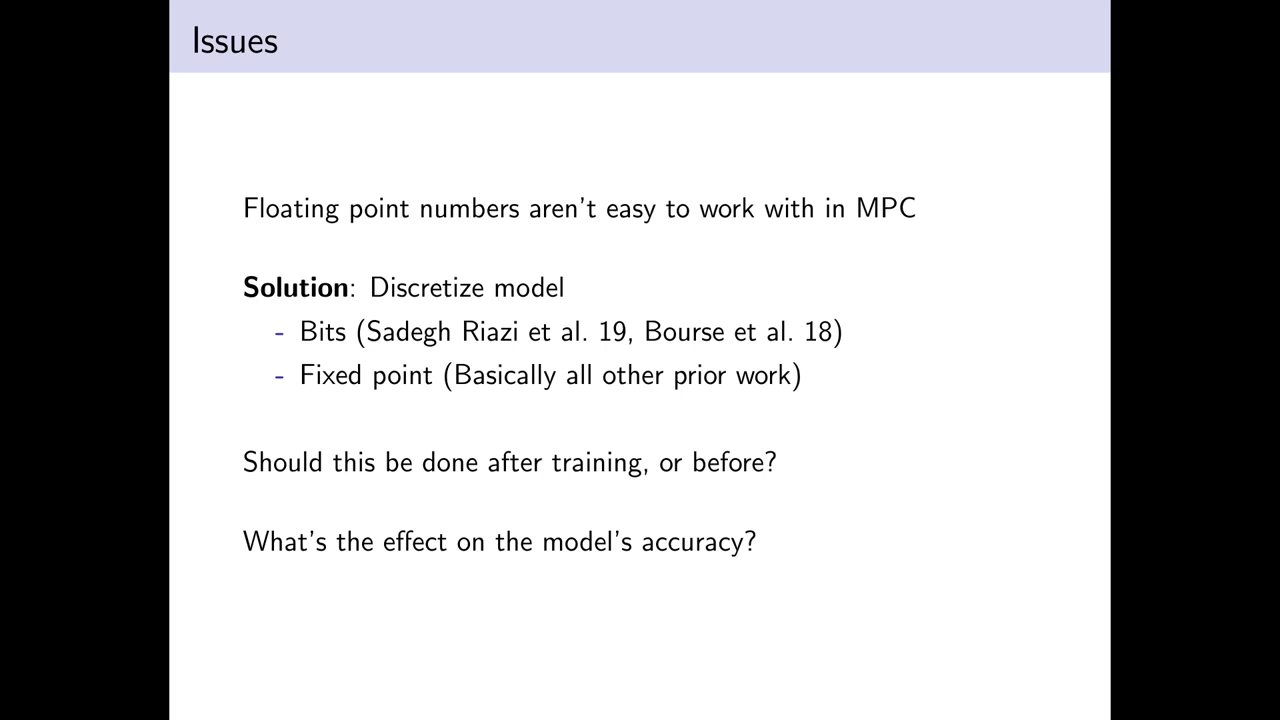 Issues
Floating point numbers aren't easy to work with in MPC
Solution: Discretize model
- Bits (Sadegh Riazi et al. 19, Bourse et al. 18)
- Fixed point (Basically all other prior work)
Should this be done after training, or before?
What's the effect on the model's accuracy?